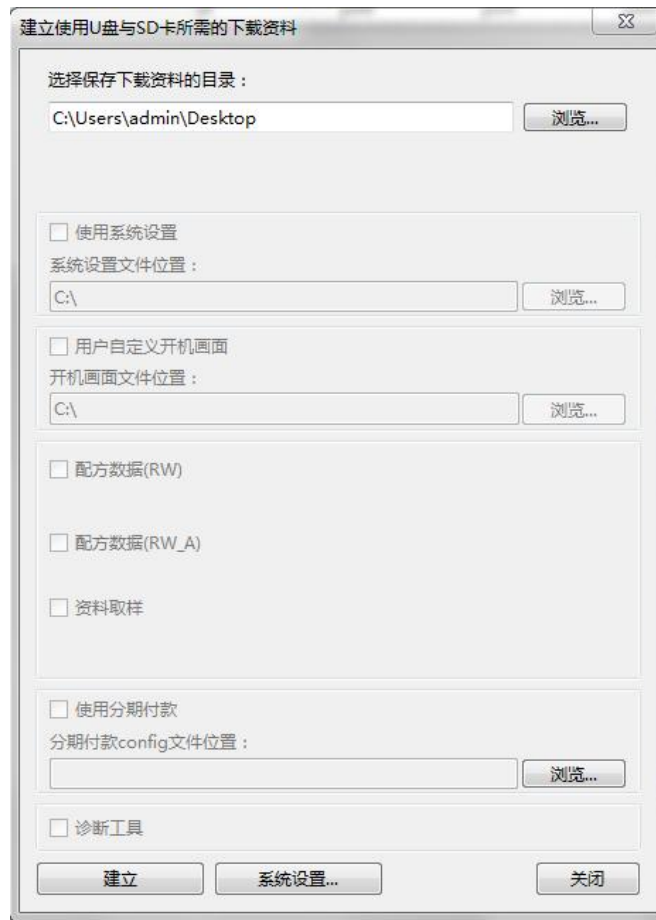 建立使用U盘与SD卡所需的下载资料
选择保存下载资料的目录：
C:\Users\admin\Desktop
浏览...
使用系统设置
系统设置文件位置：
C:\
浏览...
用户自定义开机画面
开机画面文件位置：
C:\
浏览...
配方数据(RW)
配方数据(RW_A)
资料取样
使用分期付款
分期付款config文件位置：
浏览...
诊断工具
建立
系统设置...
关闭